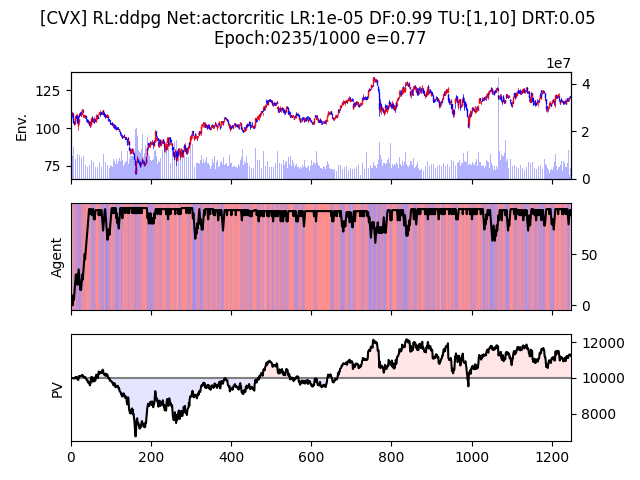 [CVX] RL:ddpg Net:actorcritic LR:1e-05 DF:0.99 TU:[1,10] DRT:0.05
Epoch:0235/1000 e=0.77
1e7
125
100
75
Env.
4
2
0
Agent
50
0
PV
12000
10000
8000
0 200 400 600 800 1000 1200